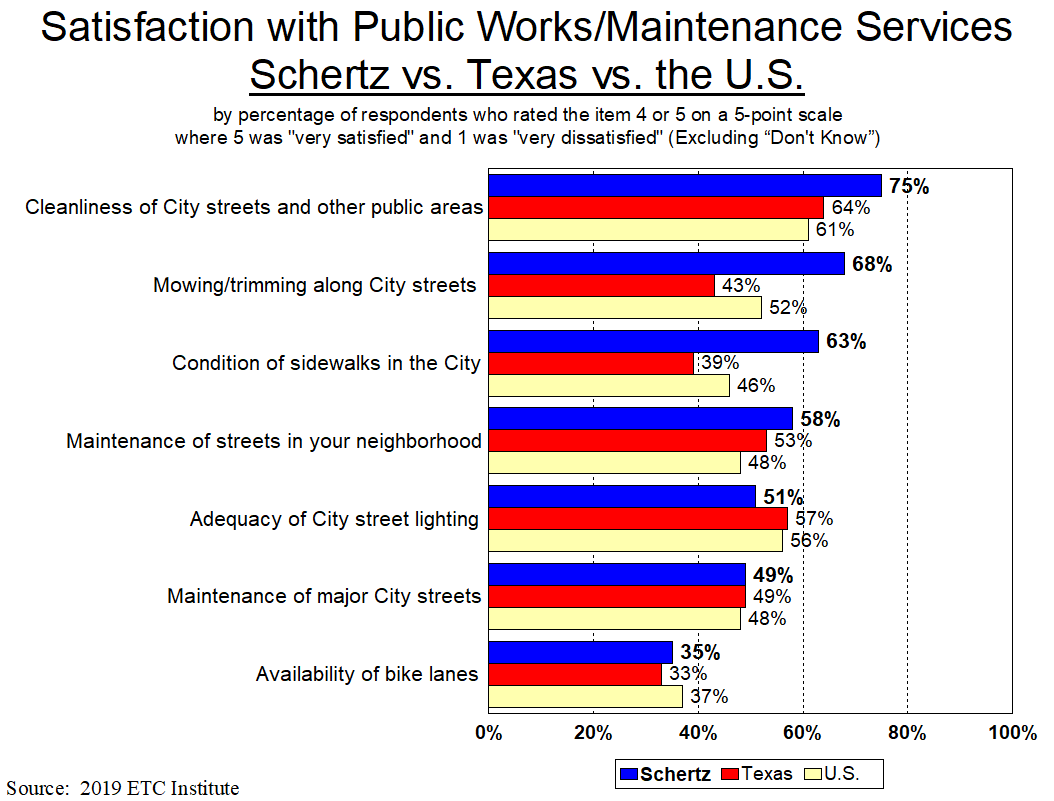 Satisfaction with Public Works/Maintenance Services
Schertz vs. Texas vs. the U.S.
by percentage of respondents who rated the item 4 or 5 on a 5-point scale
where 5 was "very satisfied" and 1 was "very dissatisfied" (Excluding “Don't Know”)
Cleanliness of City streets and other public areas
75%
64%
61%
Mowing/trimming along City streets
68%
43%
52%
Condition of sidewalks in the City
63%
39%
46%
Maintenance of streets in your neighborhood
58%
53%
48%
Adequacy of City street lighting
51%
57%
56%
Maintenance of major City streets
49%
49%
48%
Availability of bike lanes
35%
33%
37%
0% 20% 40% 60% 80% 100%
Schertz Texas U.S.
Source: 2019 ETC Institute